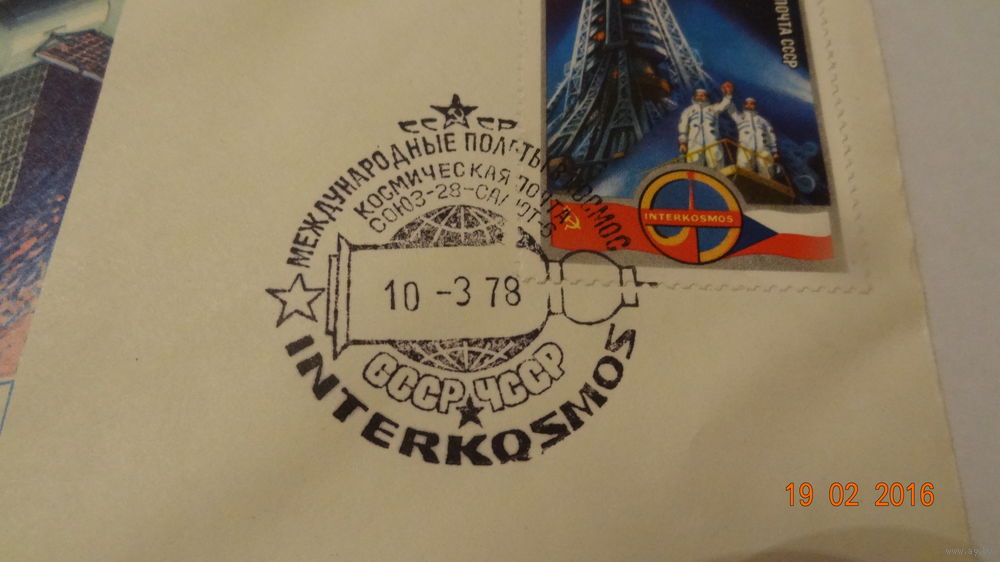 ПОЧТА СССР
INTERKOSMOS
СССР
МЕЖДУНАРОДНЫЕ ПОЛЕТЫ В КОСМОС
КОСМИЧЕСКАЯ ПОЧТА
СОЮЗ-28-САЛЮТ-6
10 -3 78
СССР ЧССР
INTERKOSMOS
19 02 2016